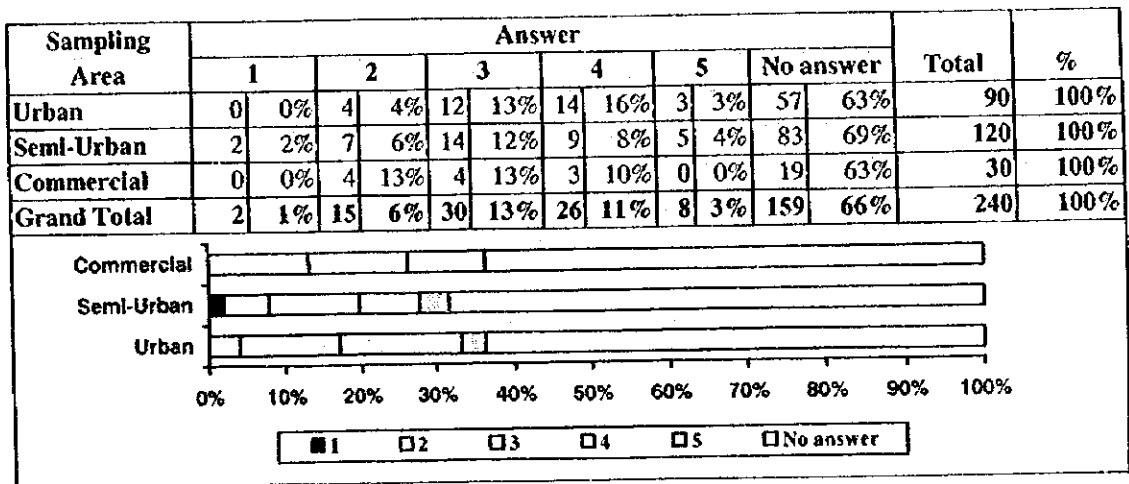 Sampling Area Answer Total %
1 2 3 4 5 No answer
Urban 0 0% 4 4% 12 13% 14 16% 3 3% 57 63% 90 100%
Semi-Urban 2 2% 7 6% 14 12% 9 8% 5 4% 83 69% 120 100%
Commercial 0 0% 4 13% 4 13% 3 10% 0 0% 19 63% 30 100%
Grand Total 2 1% 15 6% 30 13% 26 11% 8 3% 159 66% 240 100%
Commercial
Semi-Urban
Urban
0% 10% 20% 30% 40% 50% 60% 70% 80% 90% 100%
1 2 3 4 5 No answer